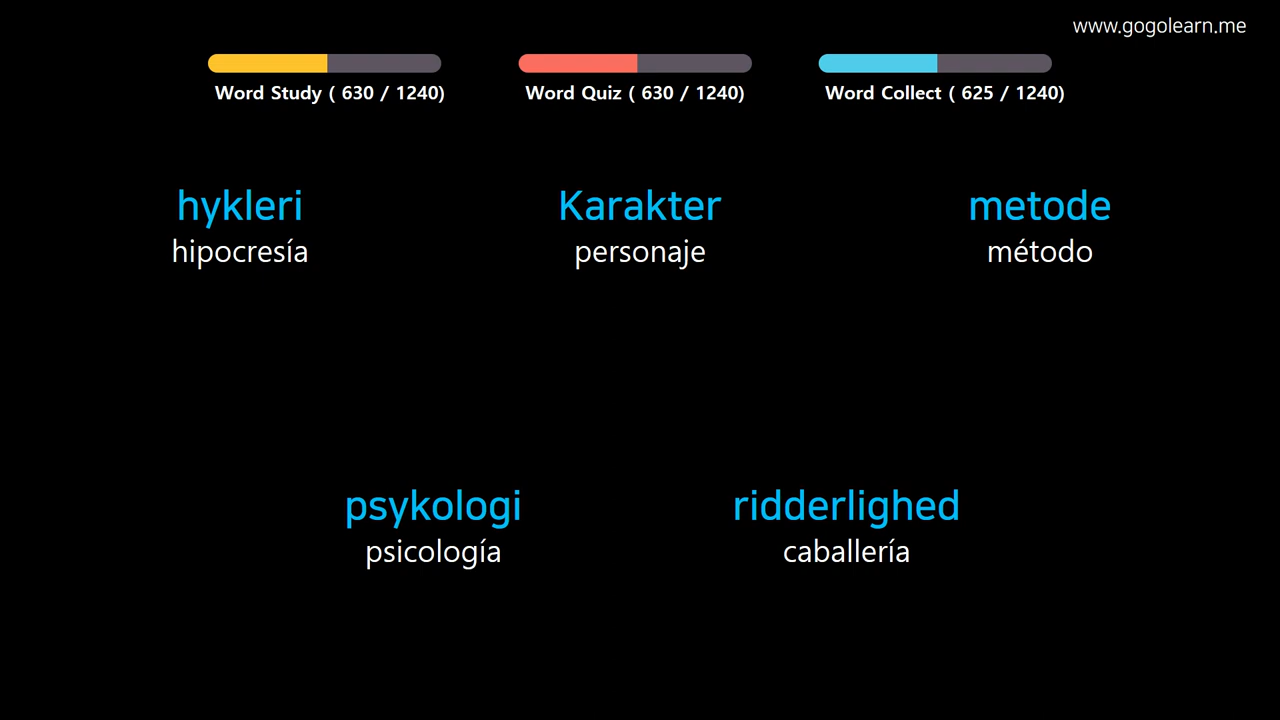 www.gogolearn.me
Word Study ( 630 / 1240)
Word Quiz ( 630 / 1240)
Word Collect ( 625 / 1240)
hykleri
hipocresía
Karakter
personaje
metode
método
psykologi
psicología
ridderlighed
caballería